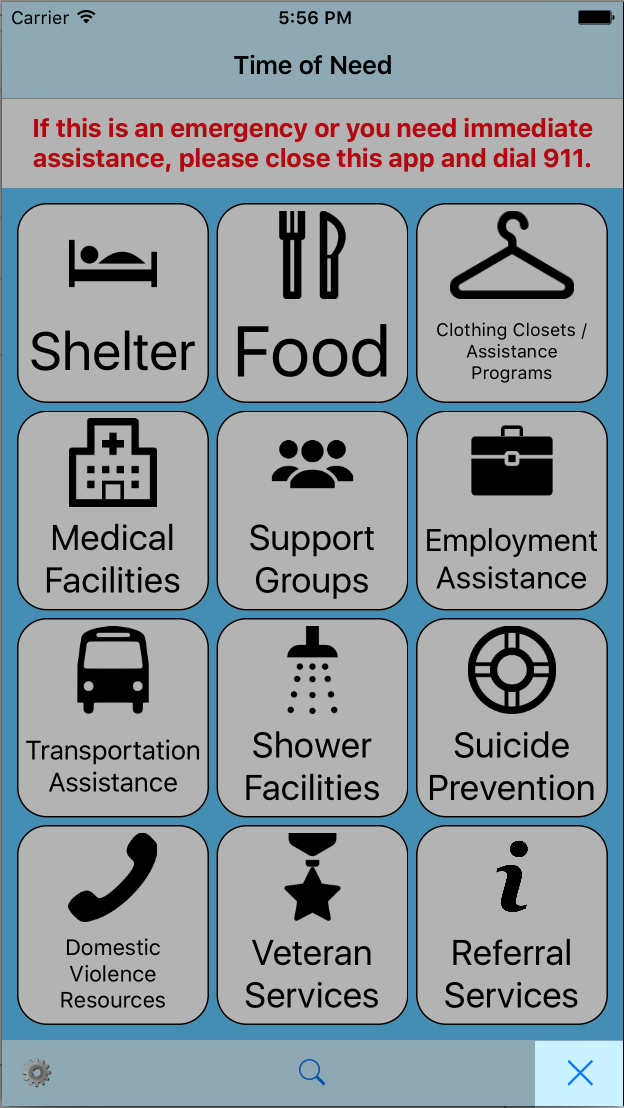 Carrier 5:56 PM
Time of Need
If this is an emergency or you need immediate
assistance, please close this app and dial 911.
Shelter
Food
Clothing Closets /
Assistance
Programs
Medical
Facilities
Support
Groups
Employment
Assistance
Transportation
Assistance
Shower
Facilities
Suicide
Prevention
Domestic
Violence
Resources
Veteran
Services
Referral
Services